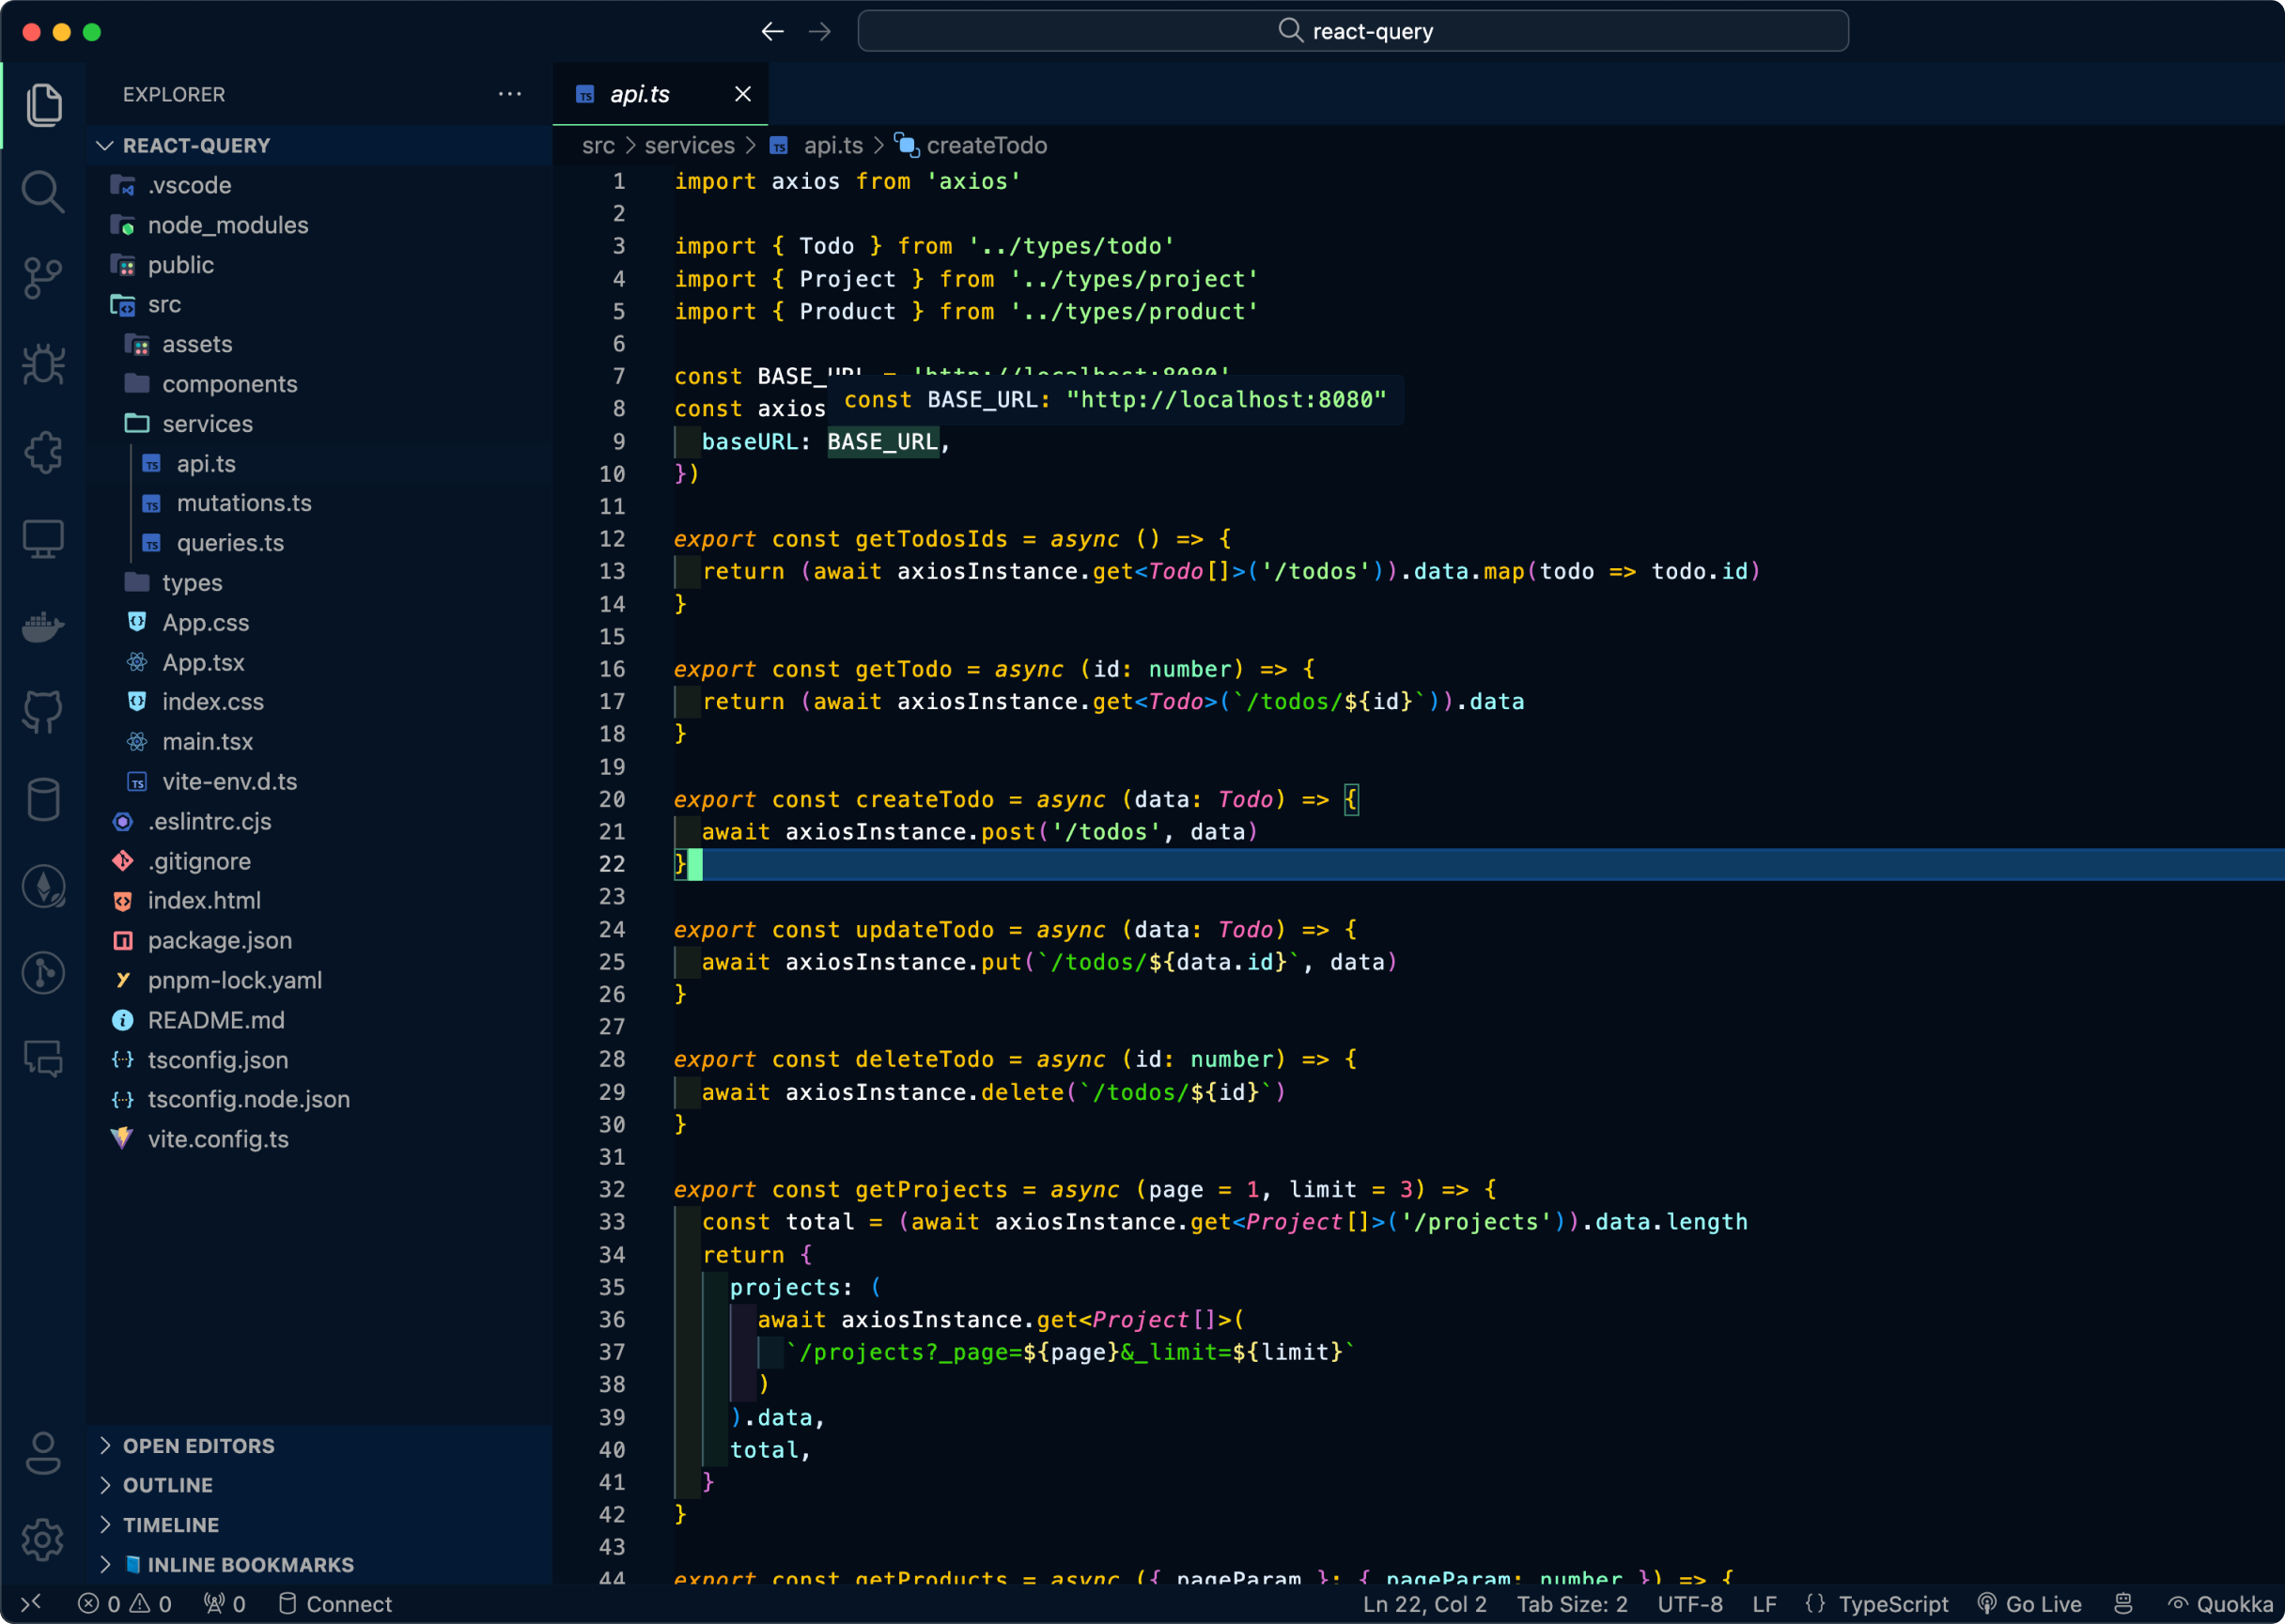 react-query
EXPLORER
REACT-QUERY
.vscode
node_modules
public
src
assets
components
services
api.ts
mutations.ts
queries.ts
types
App.css
App.tsx
index.css
main.tsx
vite-env.d.ts
.eslintrc.cjs
.gitignore
index.html
package.json
pnpm-lock.yaml
README.md
tsconfig.json
tsconfig.node.json
vite.config.ts
OPEN EDITORS
OUTLINE
TIMELINE
INLINE BOOKMARKS
api.ts
src > services > TS api.ts > createTodo
1 import axios from 'axios'
2
3 import { Todo } from '../types/todo'
4 import { Project } from '../types/project'
5 import { Product } from '../types/product'
6
7 const BASE_URL = 'http://localhost:8080'
const BASE_URL: "http://localhost:8080"
8 const axios
9 baseURL: BASE_URL,
10 })
11
12 export const getTodosIds = async () => {
13 return (await axiosInstance.get<Todo[]>('/todos')).data.map(todo => todo.id)
14 }
15
16 export const getTodo = async (id: number) => {
17 return (await axiosInstance.get<Todo>(`/todos/${id}`)).data
18 }
19
20 export const createTodo = async (data: Todo) => {
21 await axiosInstance.post('/todos', data)
22 }
23
24 export const updateTodo = async (data: Todo) => {
25 await axiosInstance.put(`/todos/${data.id}`, data)
26 }
27
28 export const deleteTodo = async (id: number) => {
29 await axiosInstance.delete(`/todos/${id}`)
30 }
31
32 export const getProjects = async (page = 1, limit = 3) => {
33 const total = (await axiosInstance.get<Project[]>('/projects')).data.length
34 return {
35 projects: (
36 await axiosInstance.get<Project[]>(
37 `/projects?_page=${page}&_limit=${limit}`
38 )
39 ).data,
40 total,
41 }
42 }
43
44 export const getProducts = async ({ pageParam }: { pageParam: number }) => {
0 0 0 Connect Ln 22, Col 2 Tab Size: 2 UTF-8 LF {} TypeScript Go Live Quokka